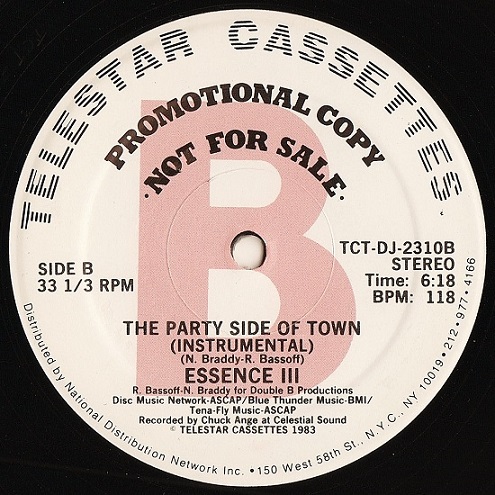 TELESTAR CASSETTES
PROMOTIONAL COPY
· NOT FOR SALE ·
B
SIDE B
33 1/3 RPM
TCT-DJ-2310B
STEREO
Time: 6:18
BPM: 118
THE PARTY SIDE OF TOWN
(INSTRUMENTAL)
(N. Braddy-R. Bassoff)
ESSENCE III
R. Bassoff-N. Braddy for Double B Productions
Disc Music Network-ASCAP/Blue Thunder Music-BMI/
Tena-Fly Music-ASCAP
Recorded by Chuck Ange at Celestial Sound
© TELESTAR CASSETTES 1983
Distributed by National Distribution Network Inc. • 150 West 58th St., N.Y.C., NY 10019 • 212 • 977 • 4166